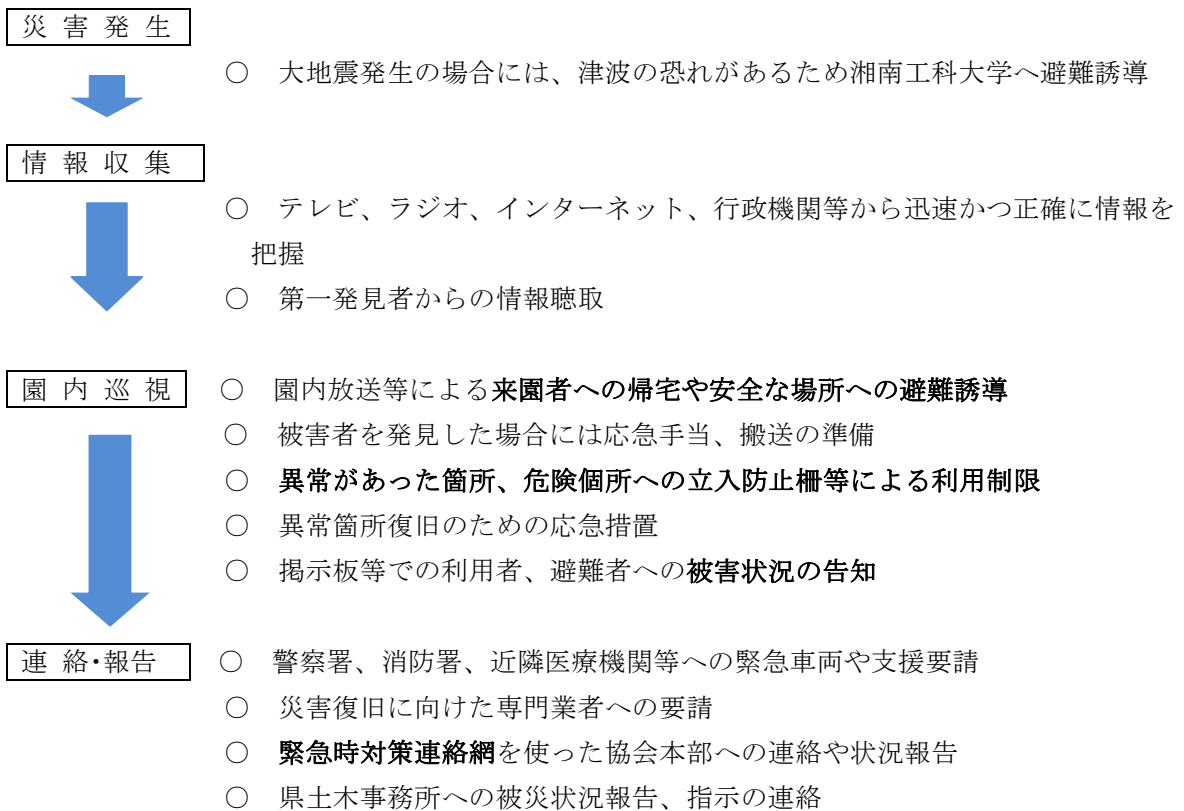 災害発生
○ 大地震発生の場合には、津波の恐れがあるため湘南工科大学へ避難誘導
情報収集
○ テレビ、ラジオ、インターネット、行政機関等から迅速かつ正確に情報を
把握
○ 第一発見者からの情報聴取
園内巡視 ○ 園内放送等による来園者への帰宅や安全な場所への避難誘導
○ 被害者を発見した場合には応急手当、搬送の準備
○ 異常があった箇所、危険個所への立入防止柵等による利用制限
○ 異常箇所復旧のための応急措置
○ 掲示板等での利用者、避難者への被害状況の告知
連絡・報告 ○ 警察署、消防署、近隣医療機関等への緊急車両や支援要請
○ 災害復旧に向けた専門業者への要請
○ 緊急時対策連絡網を使った協会本部への連絡や状況報告
○ 県土木事務所への被災状況報告、指示の連絡